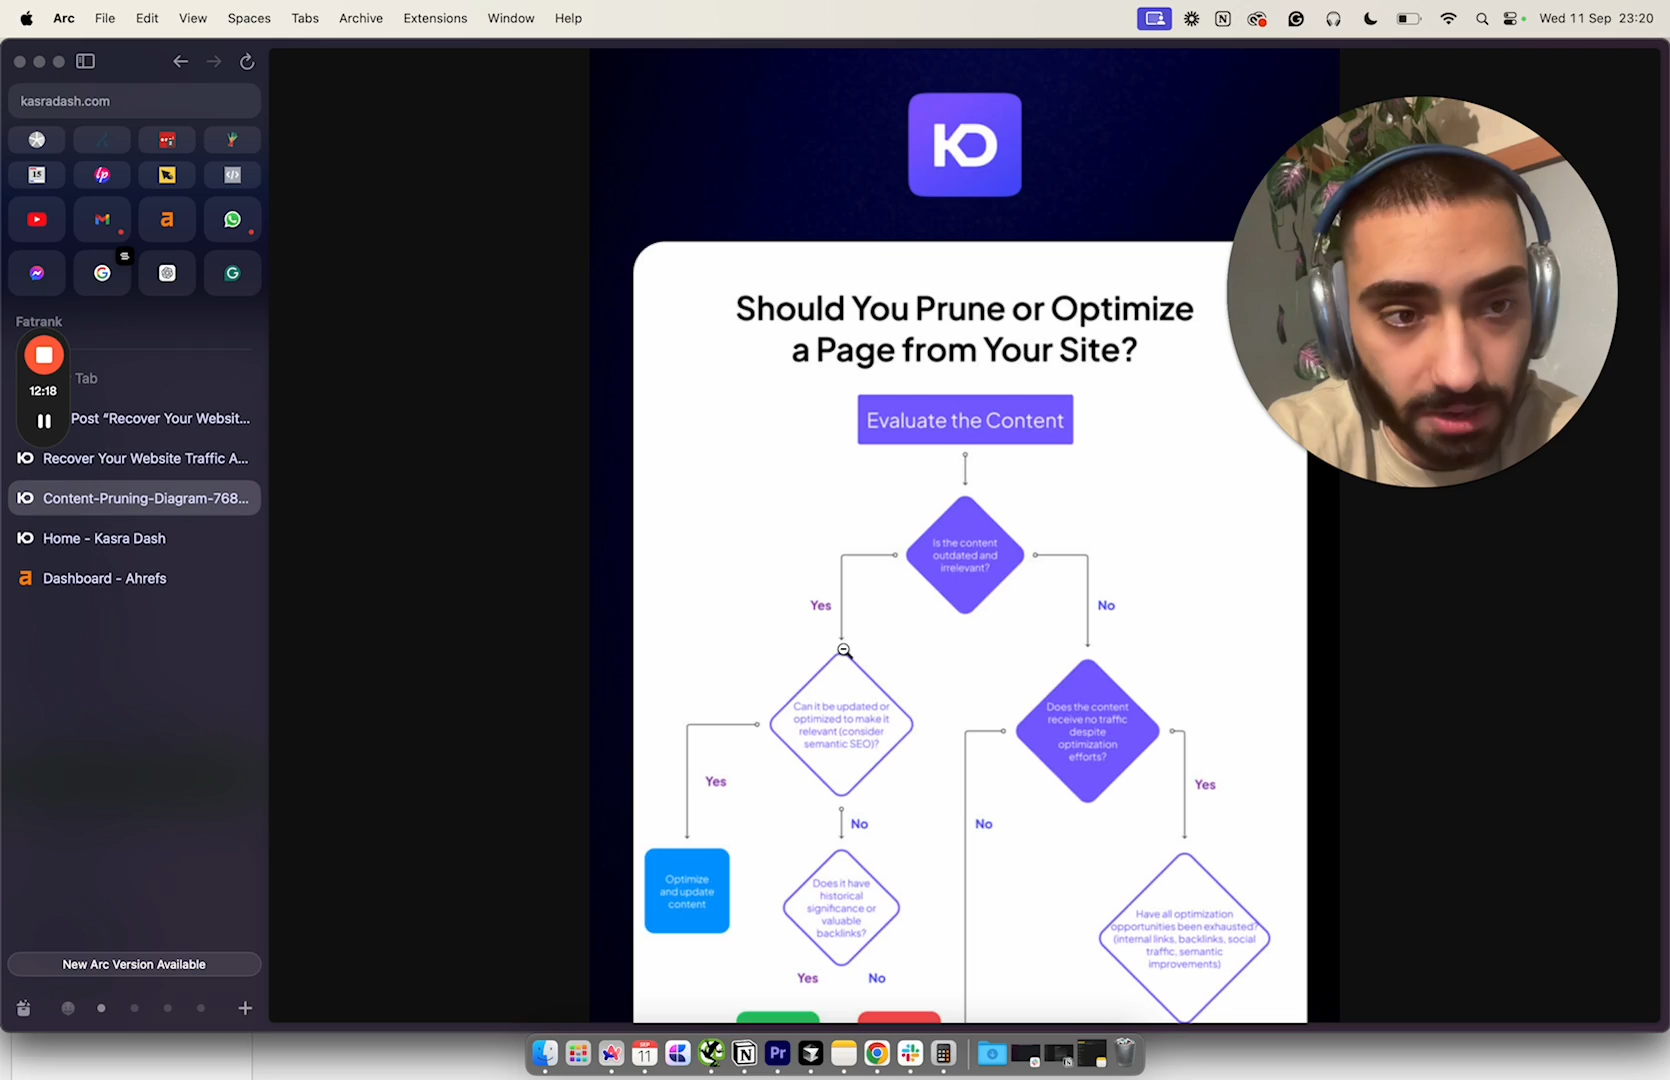 Arc File Edit View Spaces Tabs Archive Extensions Window Help
Wed 11 Sep 23:20
kasradash.com
15
Fatrank
12:18
Tab
Post “Recover Your Websit...
Recover Your Website Traffic A...
Content-Pruning-Diagram-768...
Home - Kasra Dash
Dashboard - Ahrefs
New Arc Version Available
KD
Should You Prune or Optimize
a Page from Your Site?
Evaluate the Content
Is the content
outdated and
irrelevant?
Yes
No
Can it be updated or
optimized to make it
relevant (consider
semantic SEO)?
Does the content
receive no traffic
despite
optimization
efforts?
Yes
Yes
No
No
Optimize
and update
content
Does it have
historical
significance or
valuable
backlinks?
Have all optimization
opportunities been exhausted?
(internal links, backlinks, social
traffic, semantic
improvements)
Yes
No
SEP
11
Pr